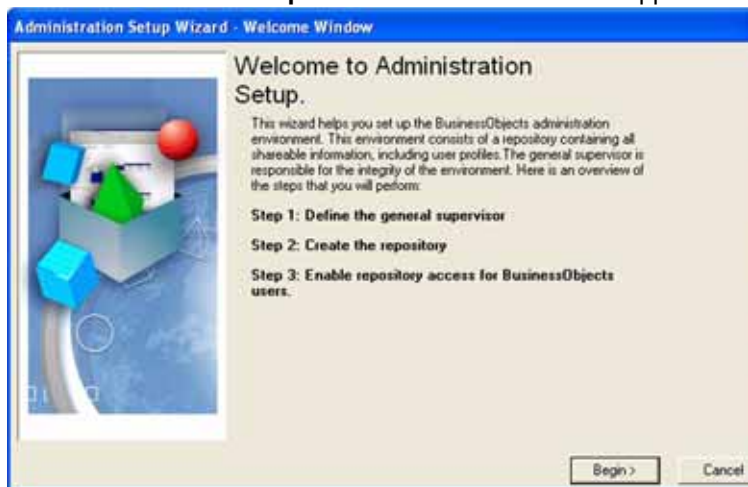 Administration Setup Wizard - Welcome Window
Welcome to Administration
Setup.
This wizard helps you set up the BusinessObjects administration
environment. This environment consists of a repository containing all
shareable information, including user profiles.The general supervisor is
responsible for the integrity of the environment. Here is an overview of
the steps that you will perform:
Step 1: Define the general supervisor
Step 2: Create the repository
Step 3: Enable repository access for BusinessObjects
users.
Begin >
Cancel